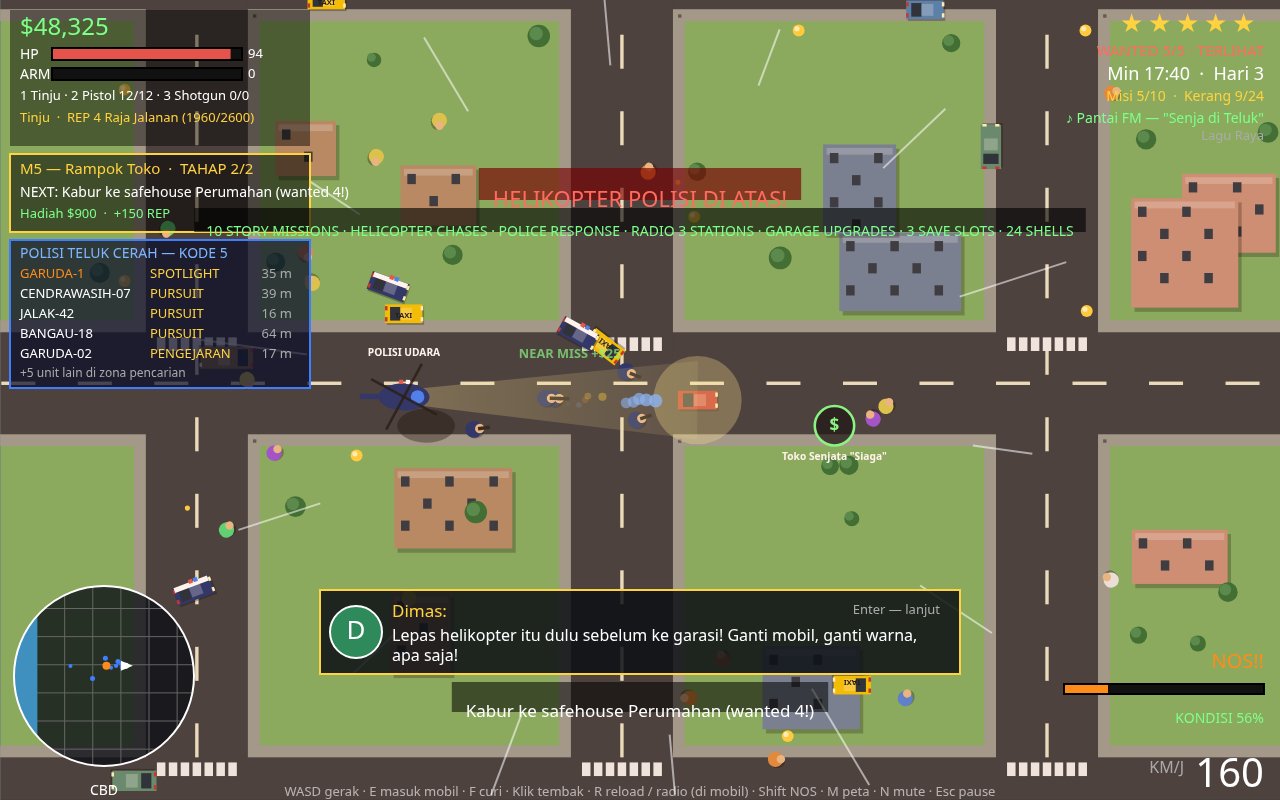 $48,325
HP 94
ARM 0
1 Tinju · 2 Pistol 12/12 · 3 Shotgun 0/0
Tinju · REP 4 Raja Jalanan (1960/2600)
M5 — Rampok Toko · TAHAP 2/2
NEXT: Kabur ke safehouse Perumahan (wanted 4!)
Hadiah $900 · +150 REP
POLISI TELUK CERAH — KODE 5
GARUDA-1 SPOTLIGHT 35 m
CENDRAWASIH-07 PURSUIT 39 m
JALAK-42 PURSUIT 16 m
BANGAU-18 PURSUIT 64 m
GARUDA-02 PENGEJARAN 17 m
+5 unit lain di zona pencarian
★ ★ ★ ★ ★
WANTED 5/5 · TERLIHAT
Min 17:40 · Hari 3
Misi 5/10 · Kerang 9/24
♪ Pantai FM — "Senja di Teluk"
Lagu Raya
HELIKOPTER POLISI DI ATAS!
10 STORY MISSIONS · HELICOPTER CHASES · POLICE RESPONSE · RADIO 3 STATIONS · GARAGE UPGRADES · 3 SAVE SLOTS · 24 SHELLS
TAXI
TAXI
POLISI UDARA
NEAR MISS +$25
$
Toko Senjata "Siaga"
D
Dimas:
Enter — lanjut
Lepas helikopter itu dulu sebelum ke garasi! Ganti mobil, ganti warna,
apa saja!
TAXI
Kabur ke safehouse Perumahan (wanted 4!)
NOS!!
KONDISI 56%
KM/J 160
CBD
WASD gerak · E masuk mobil · F curi · Klik tembak · R reload / radio (di mobil) · Shift NOS · M peta · N mute · Esc pause